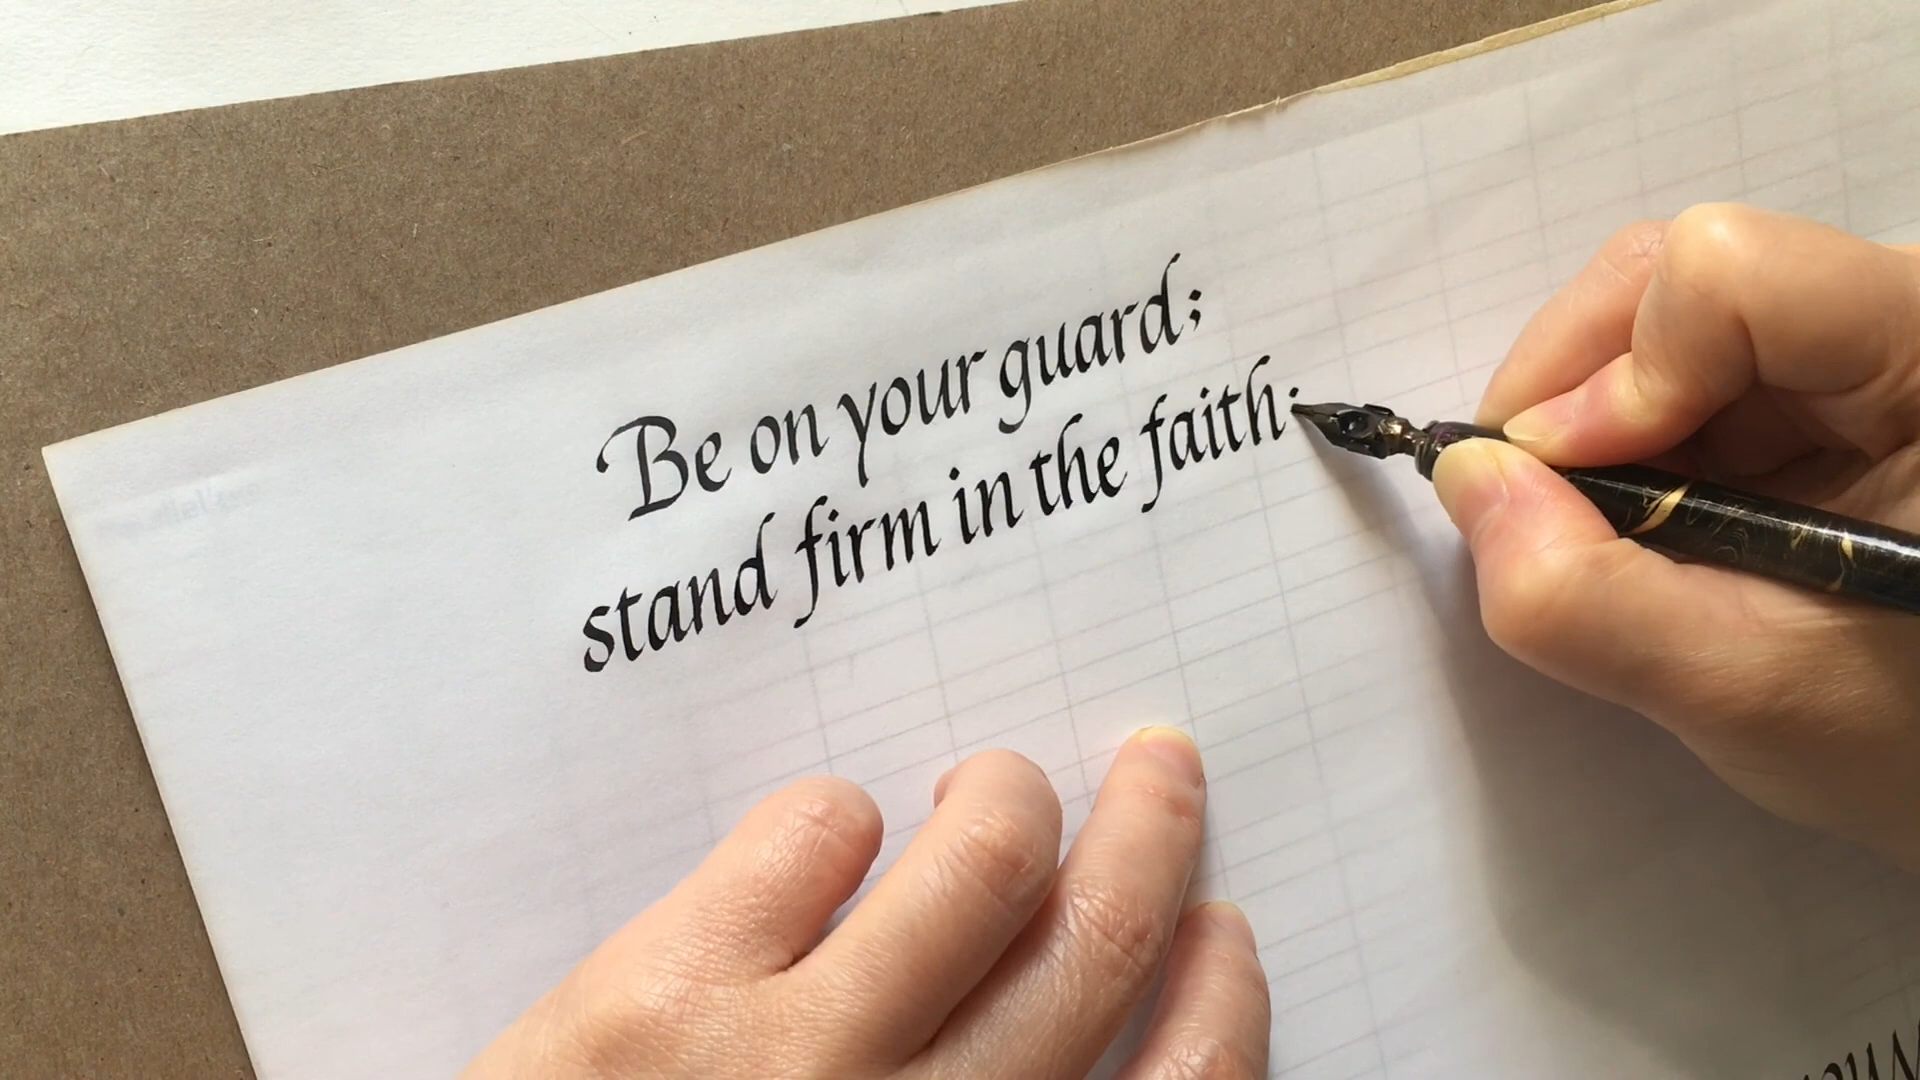 Be on your guard;
stand firm in the faith.